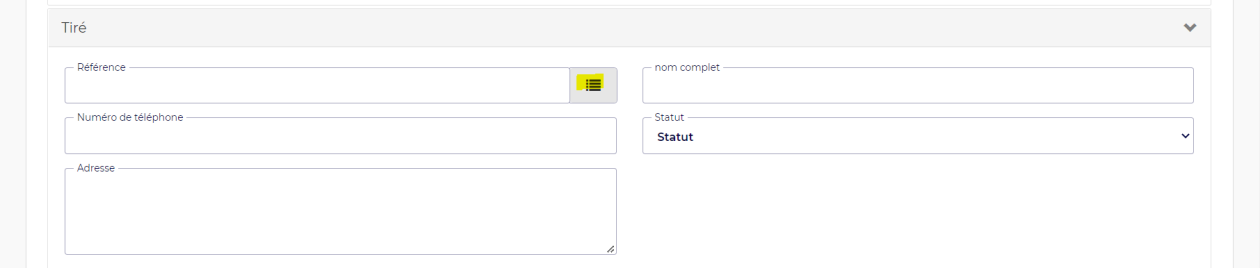 Tiré
Référence
nom complet
Numéro de téléphone
Statut
Statut
Adresse